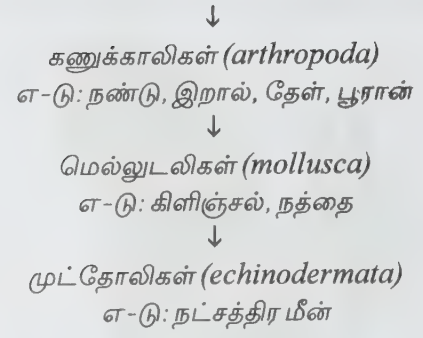 ↓
கணுக்காலிகள் (arthropoda)
எ-டு: நண்டு, இறால், தேள், பூரான்
↓
மெல்லுடலிகள் (mollusca)
எ-டு: கிளிஞ்சல், நத்தை
↓
முட்தோலிகள் (echinodermata)
எ-டு: நட்சத்திர மீன்